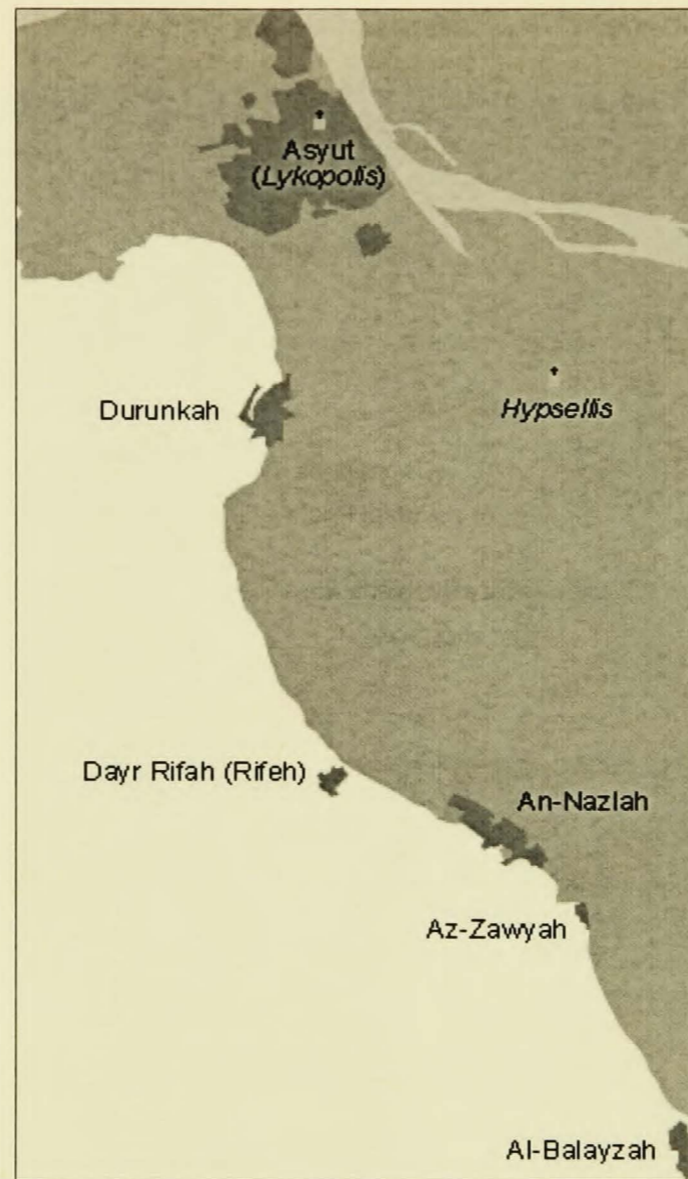 Asyut
(Lykopolis)
Durunkah
Hypsellis
Dayr Rifah (Rifeh)
An-Nazlah
Az-Zawyah
Al-Balayzah